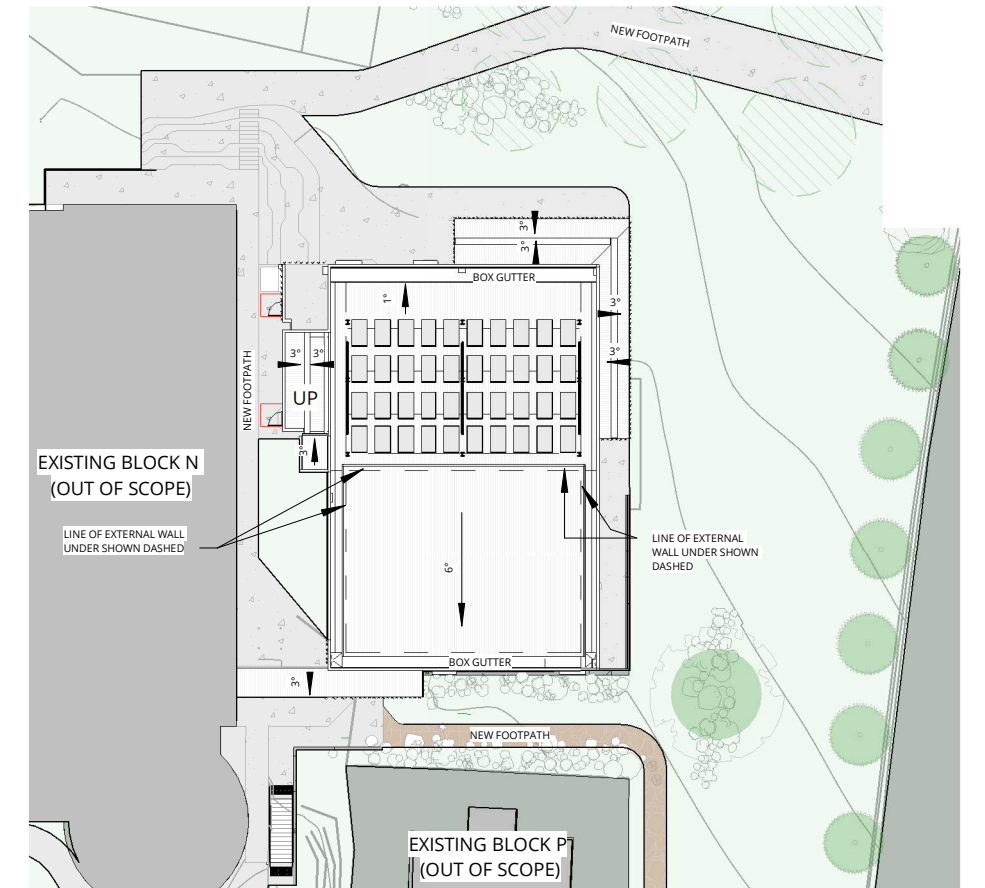 NEW FOOTPATH
3°
3°
BOX GUTTER
1°
3°
3°
3°
3°
UP
NEW FOOTPATH
3°
EXISTING BLOCK N
(OUT OF SCOPE)
LINE OF EXTERNAL WALL
UNDER SHOWN DASHED
LINE OF EXTERNAL
WALL UNDER SHOWN
DASHED
6°
BOX GUTTER
3°
NEW FOOTPATH
EXISTING BLOCK P
(OUT OF SCOPE)